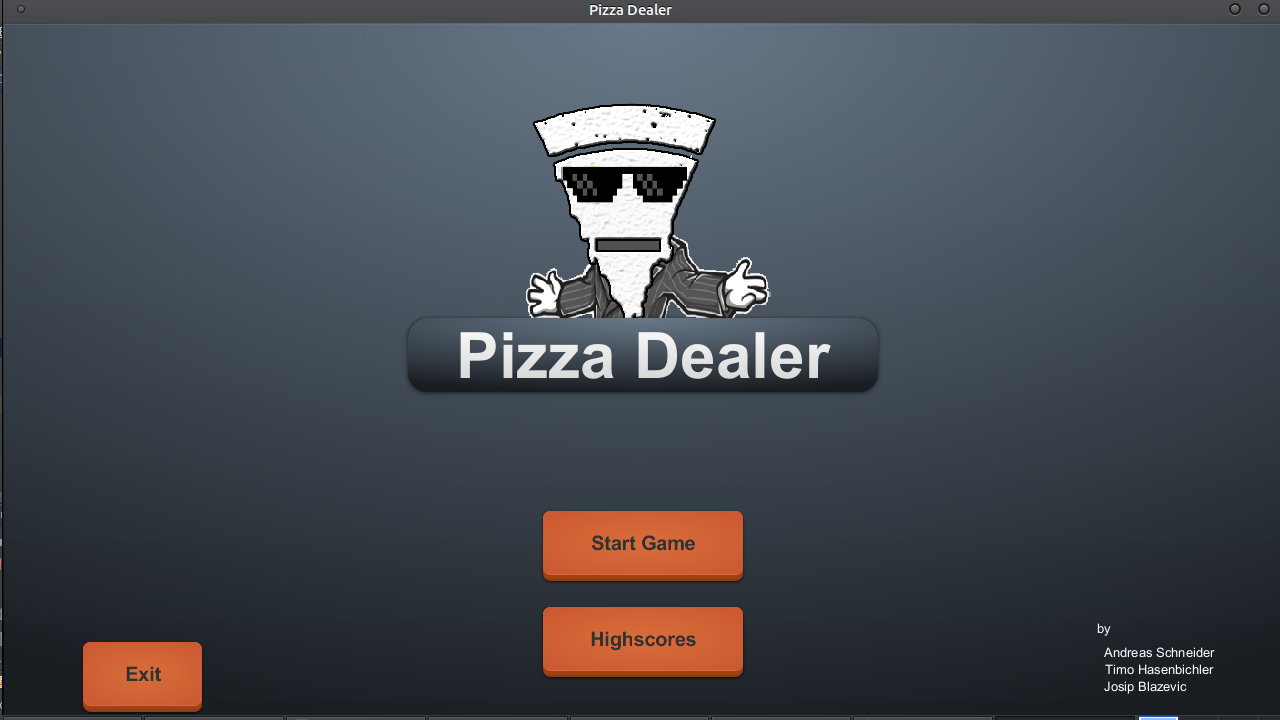 Pizza Dealer
Pizza Dealer
Start Game
Highscores
Exit
by
Andreas Schneider
Timo Hasenbichler
Josip Blazevic